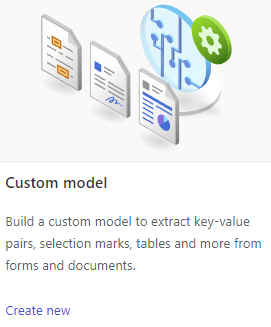 Custom model
Build a custom model to extract key-value
pairs, selection marks, tables and more from
forms and documents.
Create new